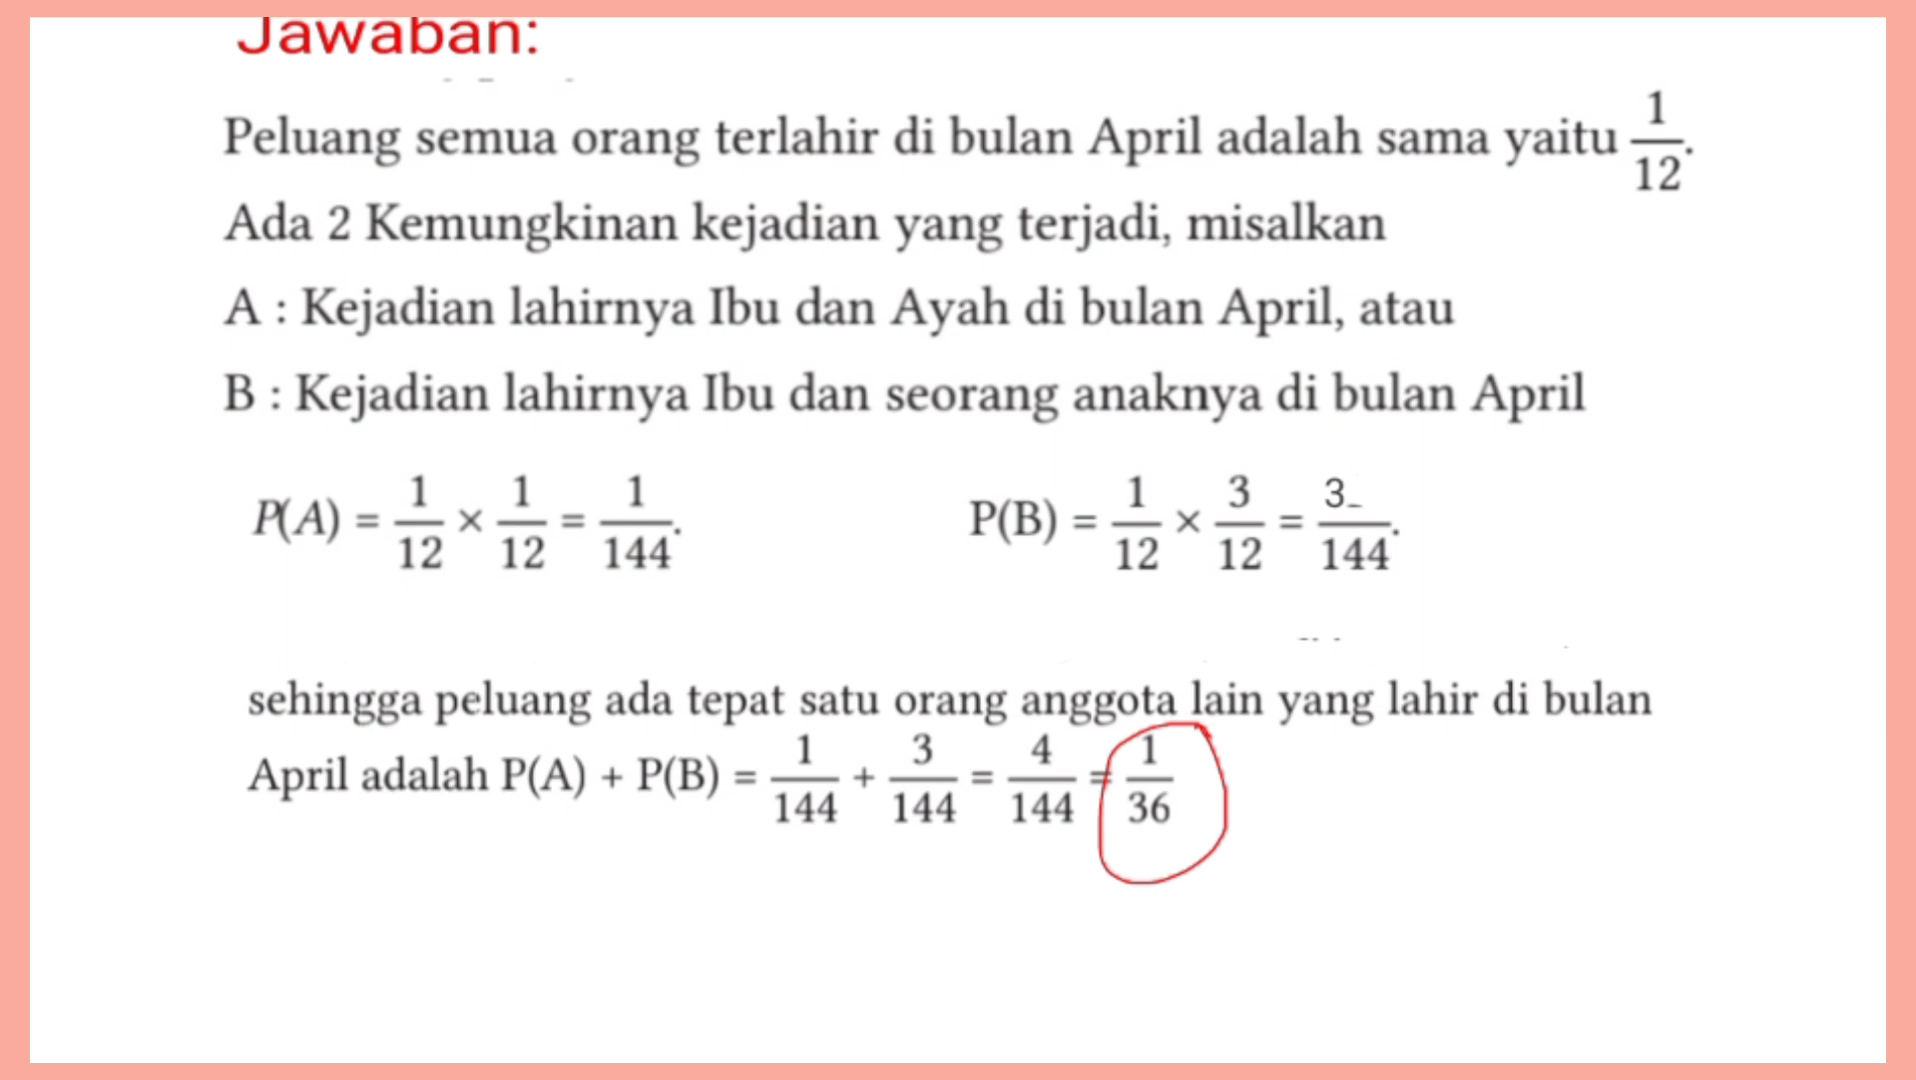 Jawaban:
Peluang semua orang terlahir di bulan April adalah sama yaitu 1/12.
Ada 2 Kemungkinan kejadian yang terjadi, misalkan
A : Kejadian lahirnya Ibu dan Ayah di bulan April, atau
B : Kejadian lahirnya Ibu dan seorang anaknya di bulan April
P(A) = 1/12 × 1/12 = 1/144. P(B) = 1/12 × 3/12 = 3/144.
sehingga peluang ada tepat satu orang anggota lain yang lahir di bulan
April adalah P(A) + P(B) = 1/144 + 3/144 = 4/144 = 1/36